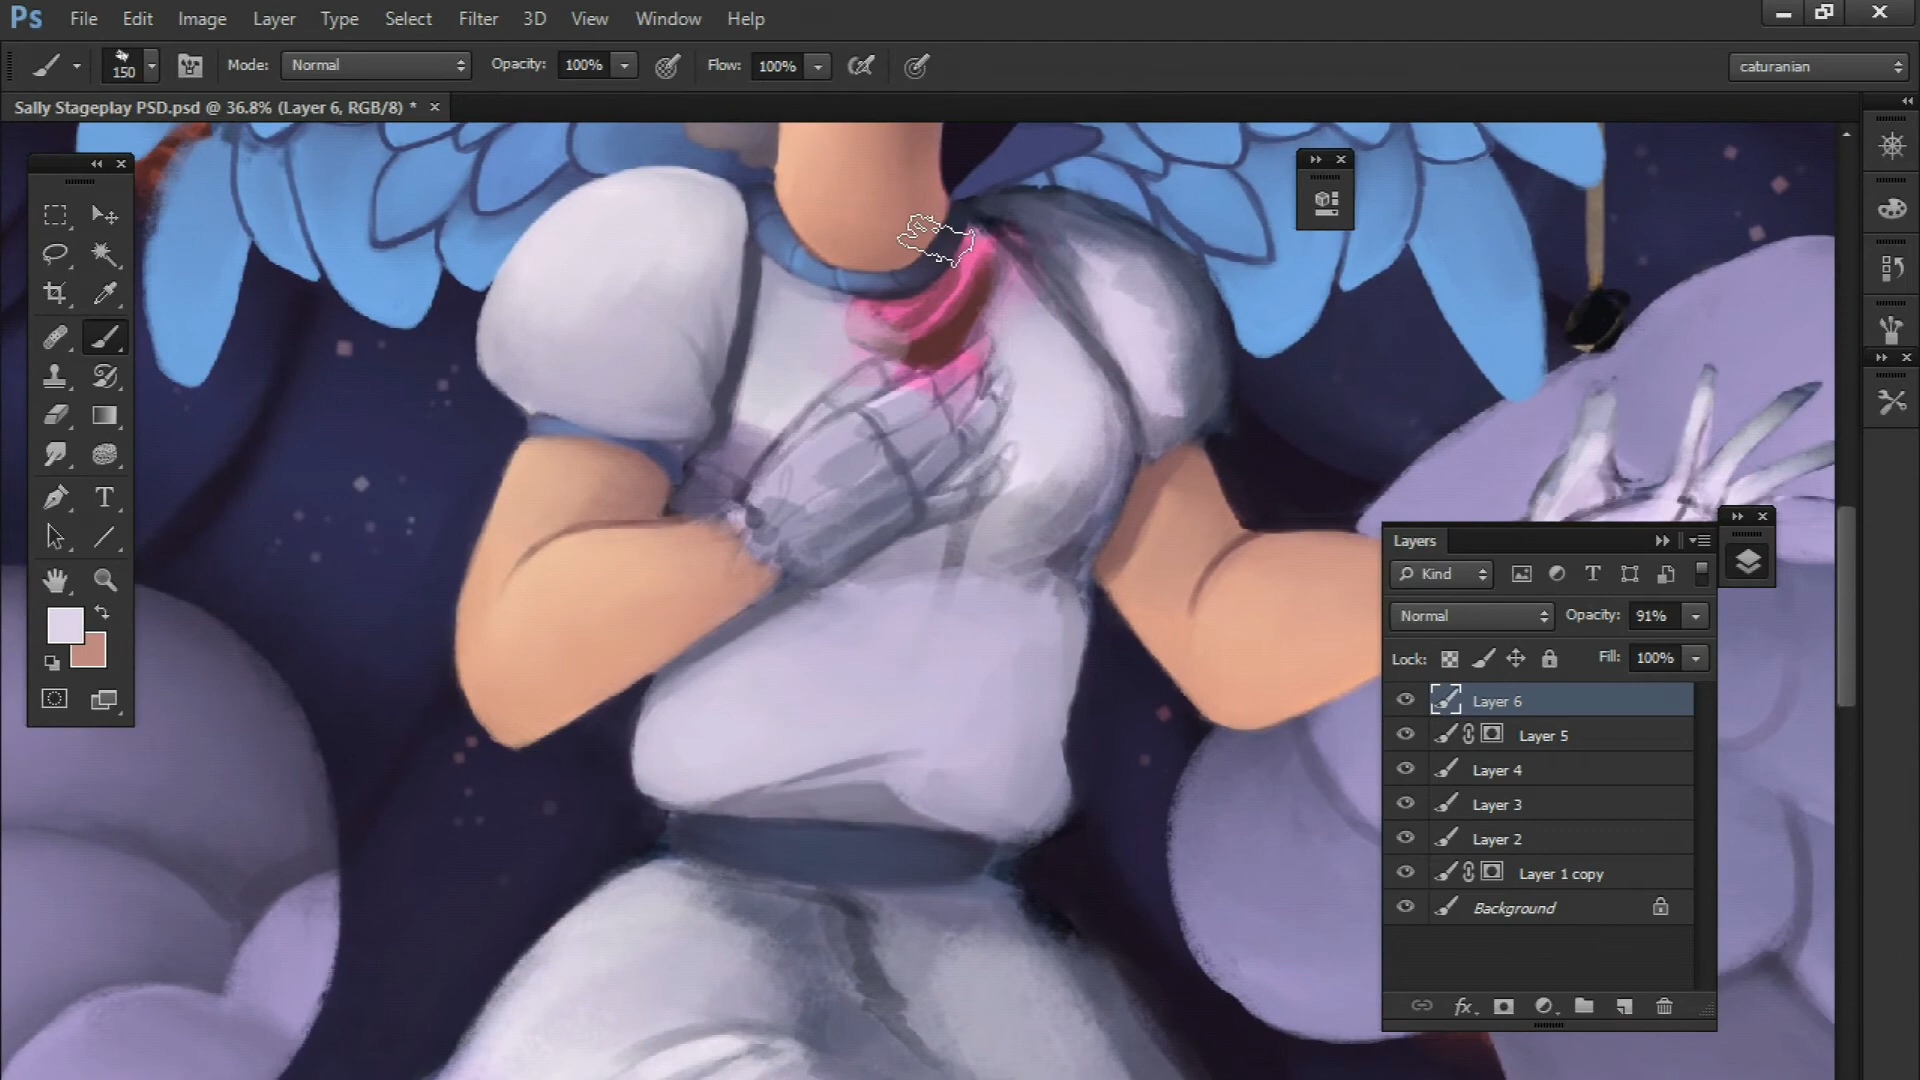 Ps File Edit Image Layer Type Select Filter 3D View Window Help
150 Mode: Normal Opacity: 100% Flow: 100% caturanian
Sally Stageplay PSD.psd @ 36.8% (Layer 6, RGB/8) * ×
T
Layers
Kind T
Normal Opacity: 91%
Lock: Fill: 100%
Layer 6
Layer 5
Layer 4
Layer 3
Layer 2
Layer 1 copy
Background
fx